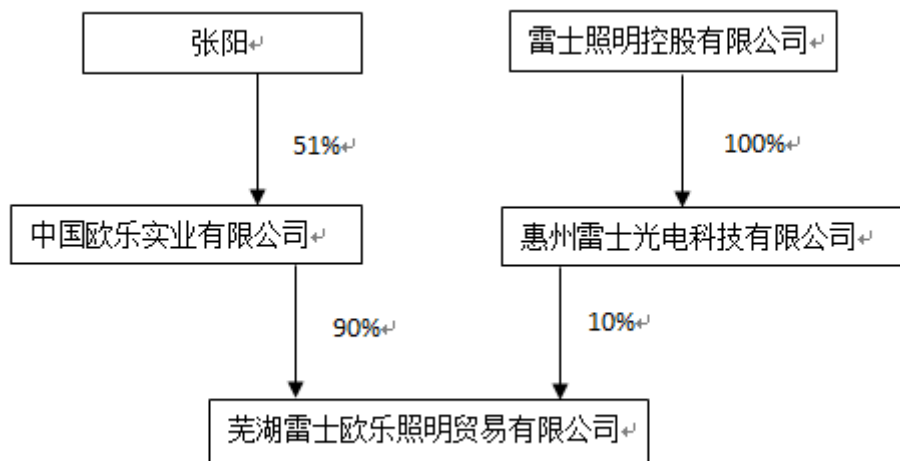 张阳
雷士照明控股有限公司
51%
100%
中国欧乐实业有限公司
惠州雷士光电科技有限公司
90%
10%
芜湖雷士欧乐照明贸易有限公司